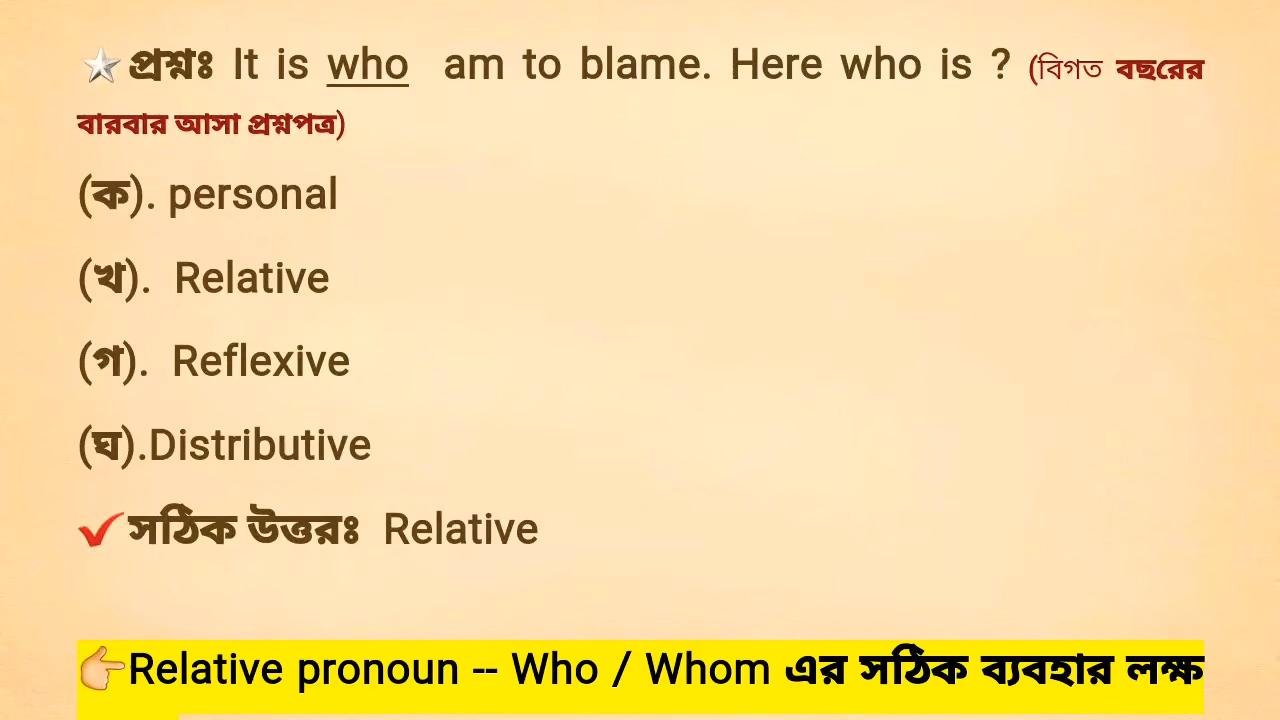 ⭐প্রশ্নঃ It is who am to blame. Here who is ? (বিগত বছরের
বারবার আসা প্রশ্নপত্র)
(ক). personal
(খ). Relative
(গ). Reflexive
(ঘ).Distributive
✔সঠিক উত্তরঃ Relative
👉Relative pronoun -- Who / Whom এর সঠিক ব্যবহার লক্ষ